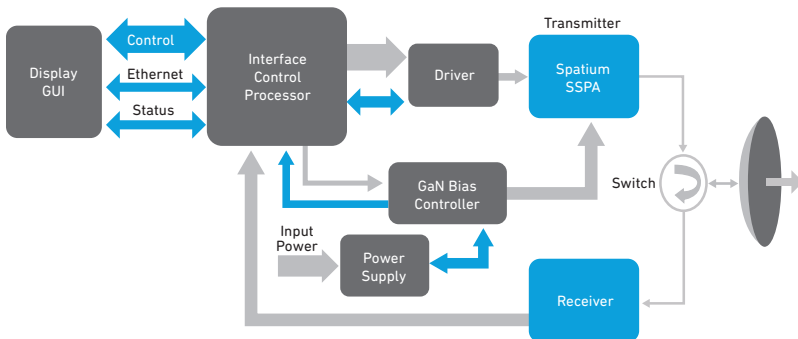 Transmitter
Control
Display
GUI
Ethernet
Status
Interface
Control
Processor
Driver
Spatium
SSPA
GaN Bias
Controller
Switch
Input
Power
Power
Supply
Receiver